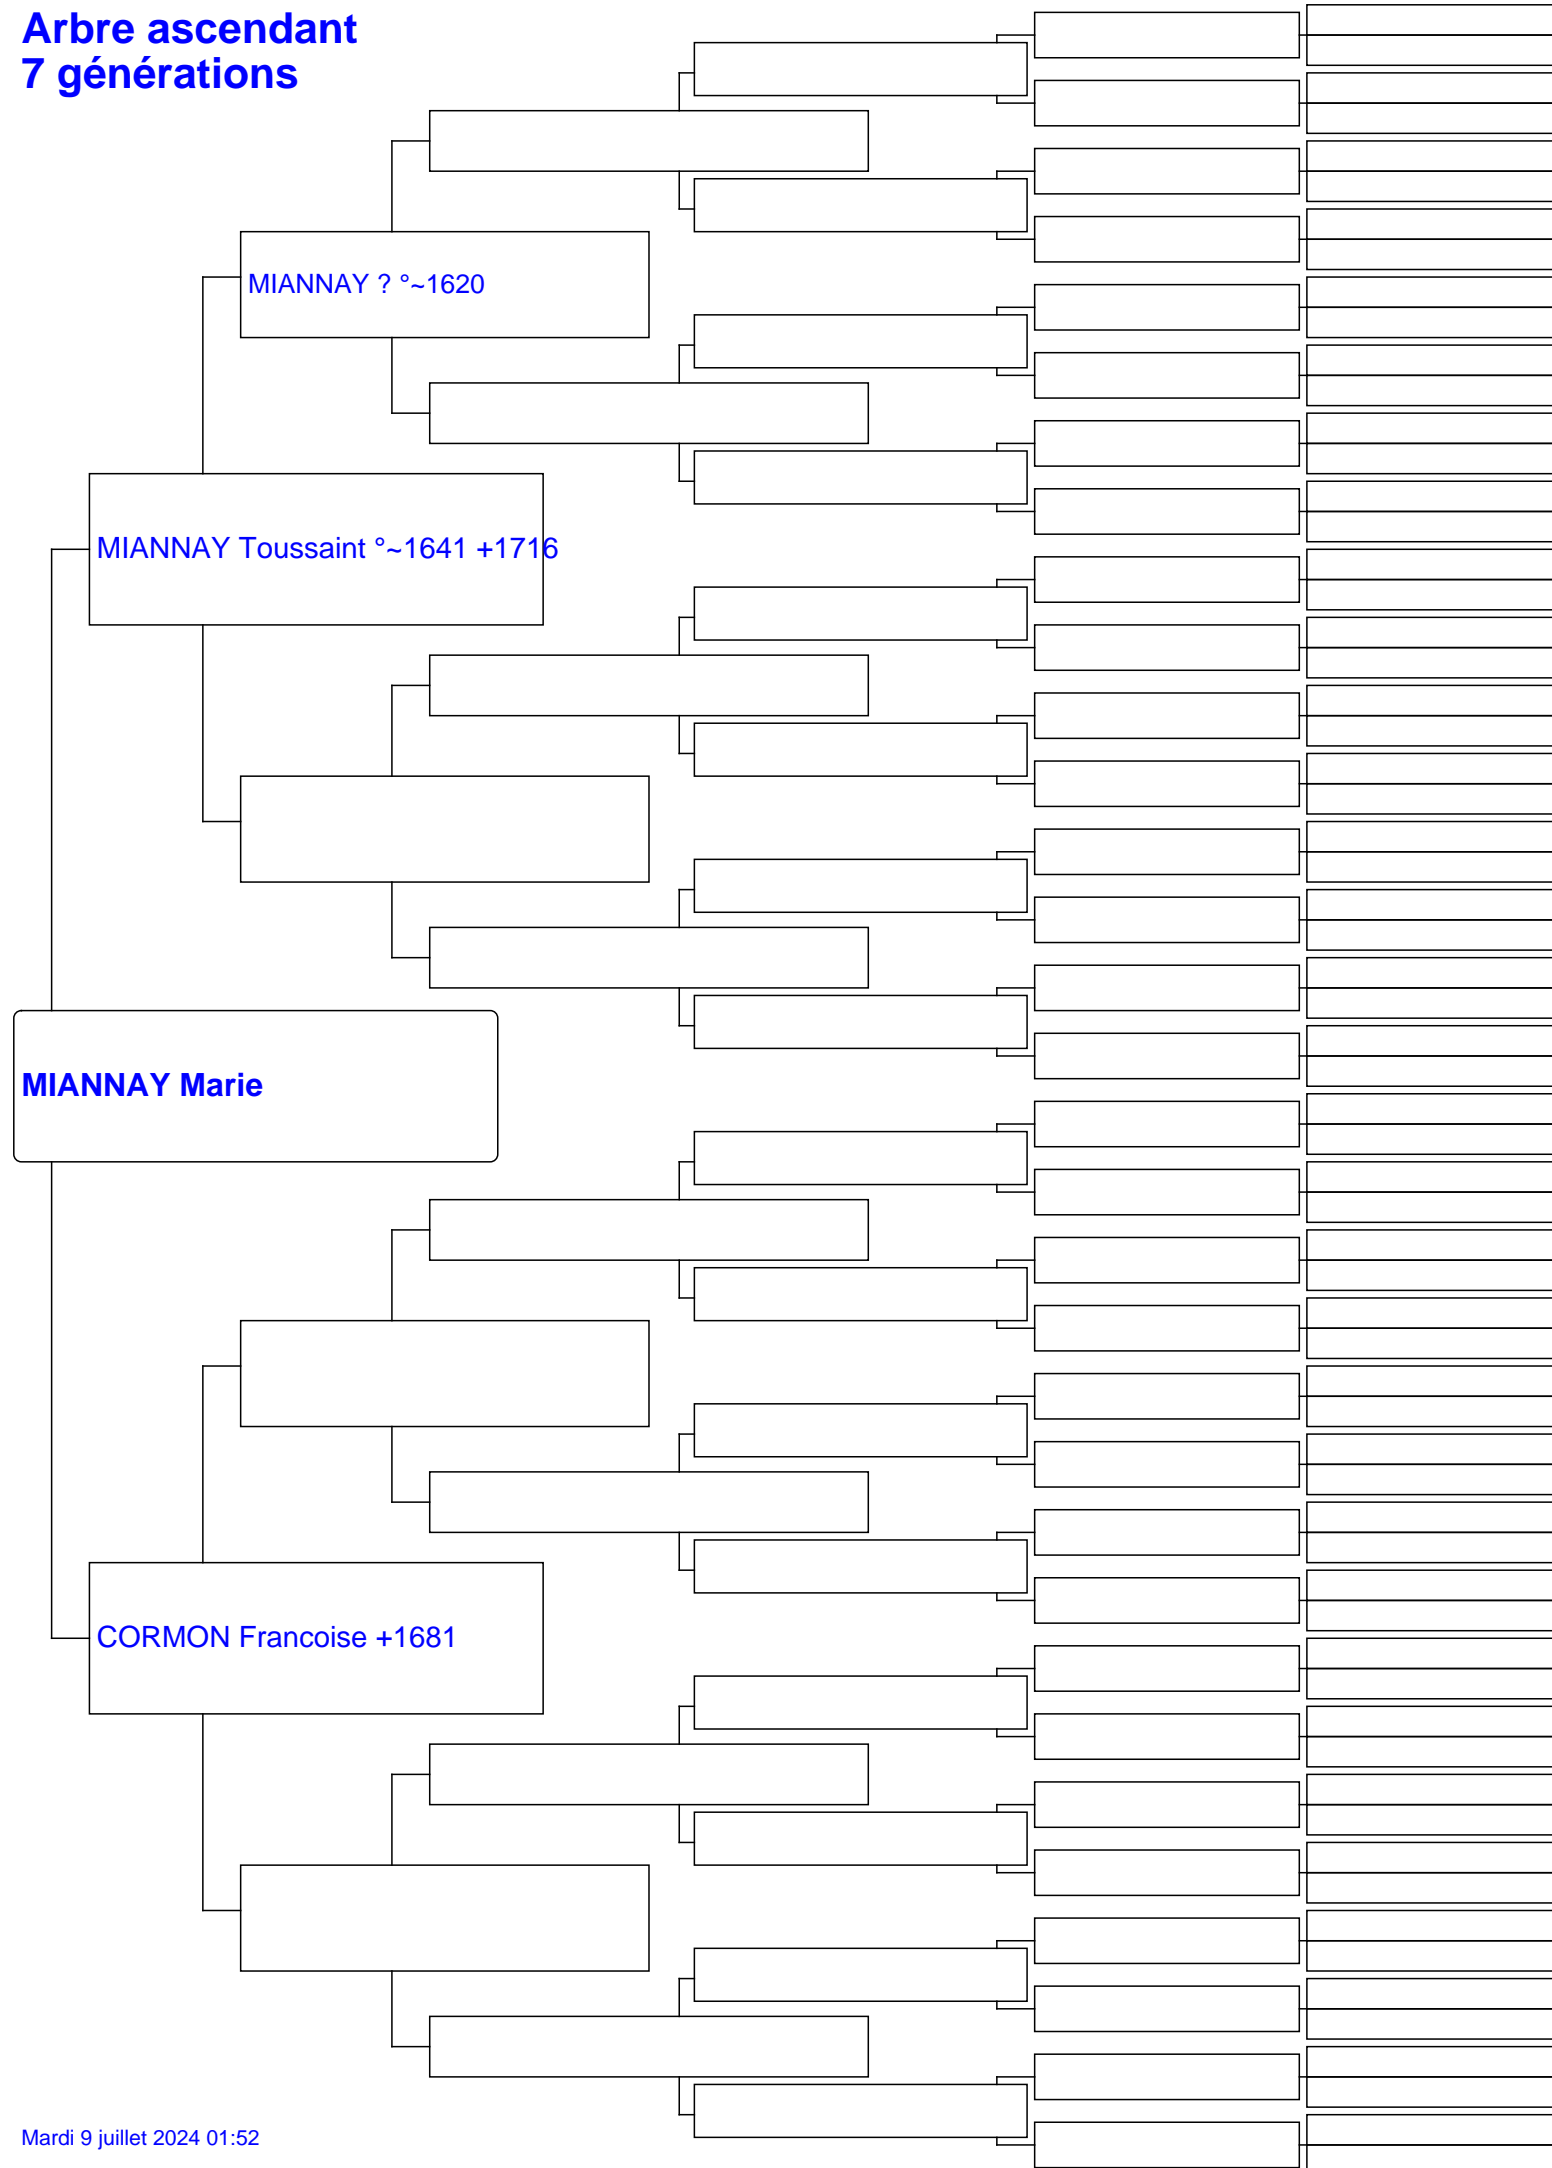 Arbre ascendant
7 générations
MIANNAY ? °~1620
MIANNAY Toussaint °~1641 +1716
MIANNAY Marie
CORMON Francoise +1681
Mardi 9 juillet 2024 01:52